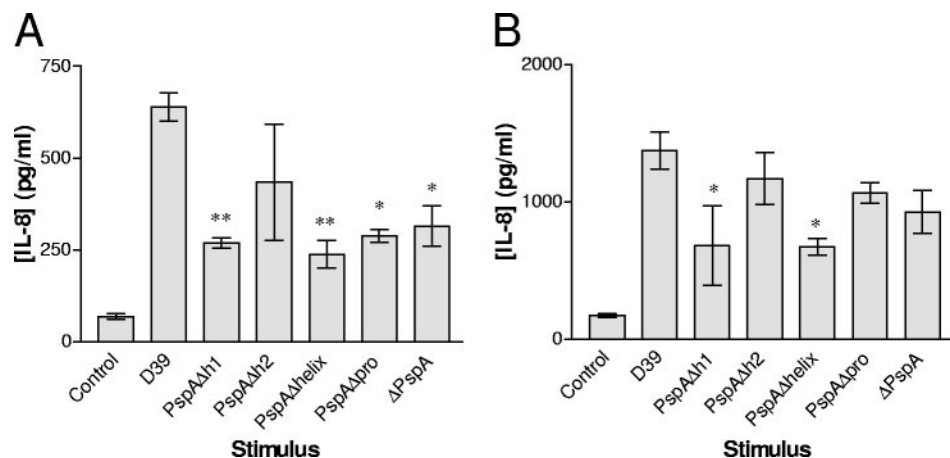 A
[IL-8] (pg/ml)
750
500
250
0
**
**
*
*
Control
D39
PspAΔh1
PspAΔh2
PspAΔhelix
PspAΔpro
ΔPspA
Stimulus
B
[IL-8] (pg/ml)
2000
1000
0
*
*
Control
D39
PspAΔh1
PspAΔh2
PspAΔhelix
PspAΔpro
ΔPspA
Stimulus